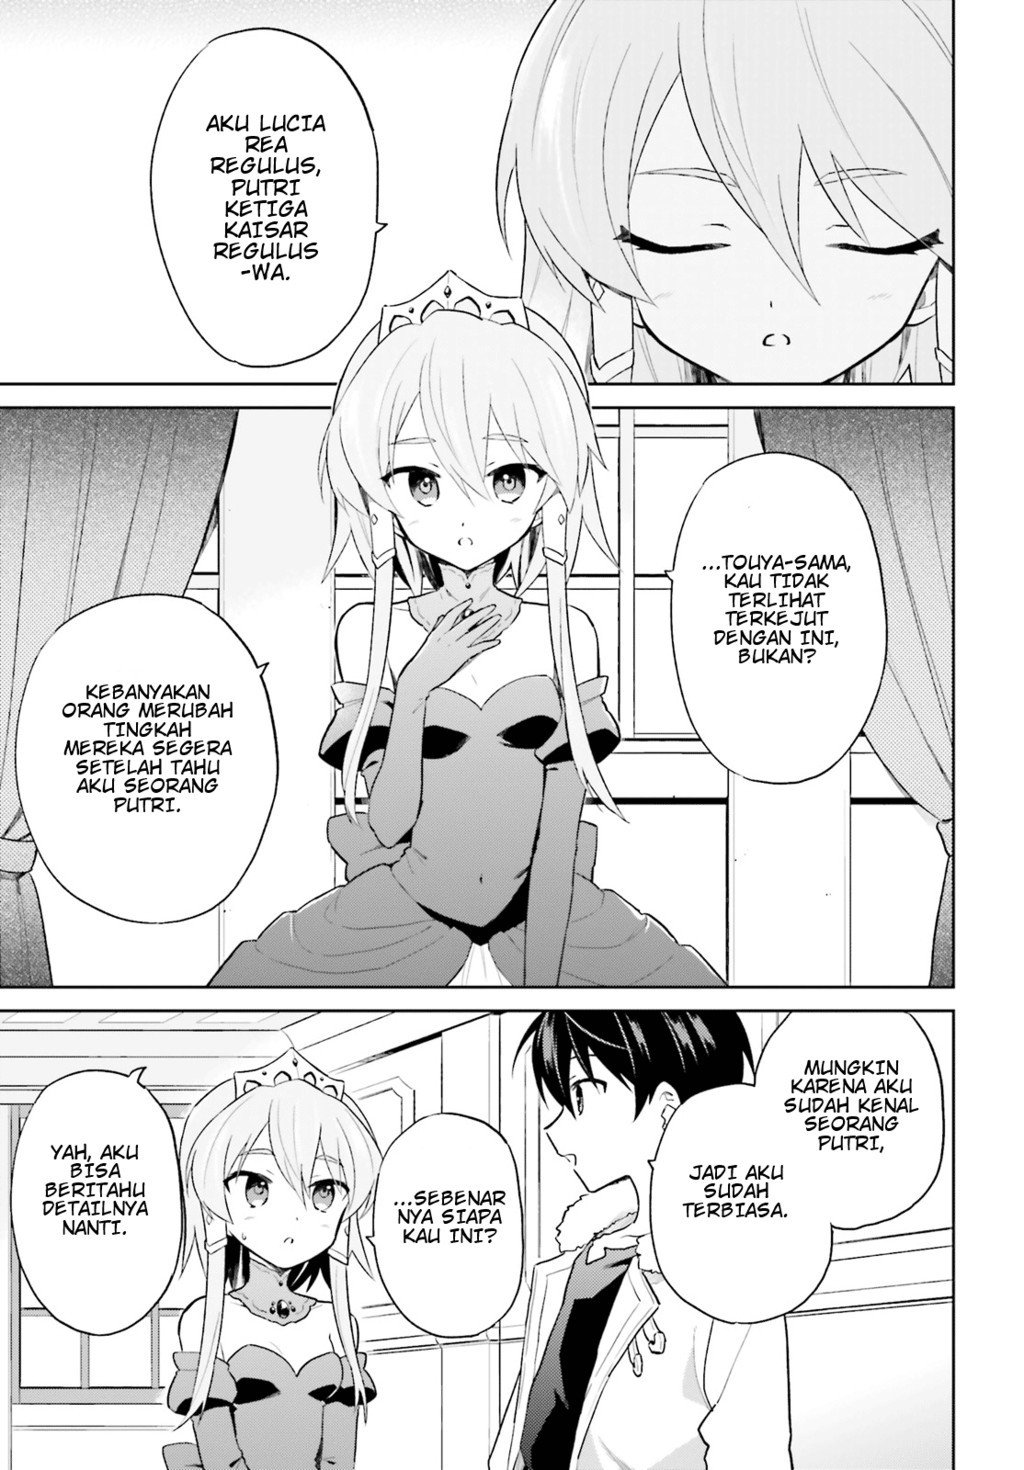 AKU LUCIA
REA
REGULUS,
PUTRI
KETIGA
KAISAR
REGULUS
-WA.
...TOUYA-SAMA,
KAU TIDAK
TERLIHAT
TERKEJUT
DENGAN INI,
BUKAN?
KEBANYAKAN
ORANG MERUBAH
TINGKAH
MEREKA SEGERA
SETELAH TAHU
AKU SEORANG
PUTRI.
MUNGKIN
KARENA AKU
SUDAH KENAL
SEORANG
PUTRI,
JADI AKU
SUDAH
TERBIASA.
...SEBENAR
NYA SIAPA
KAU INI?
YAH, AKU
BISA
BERITAHU
DETAILNYA
NANTI.